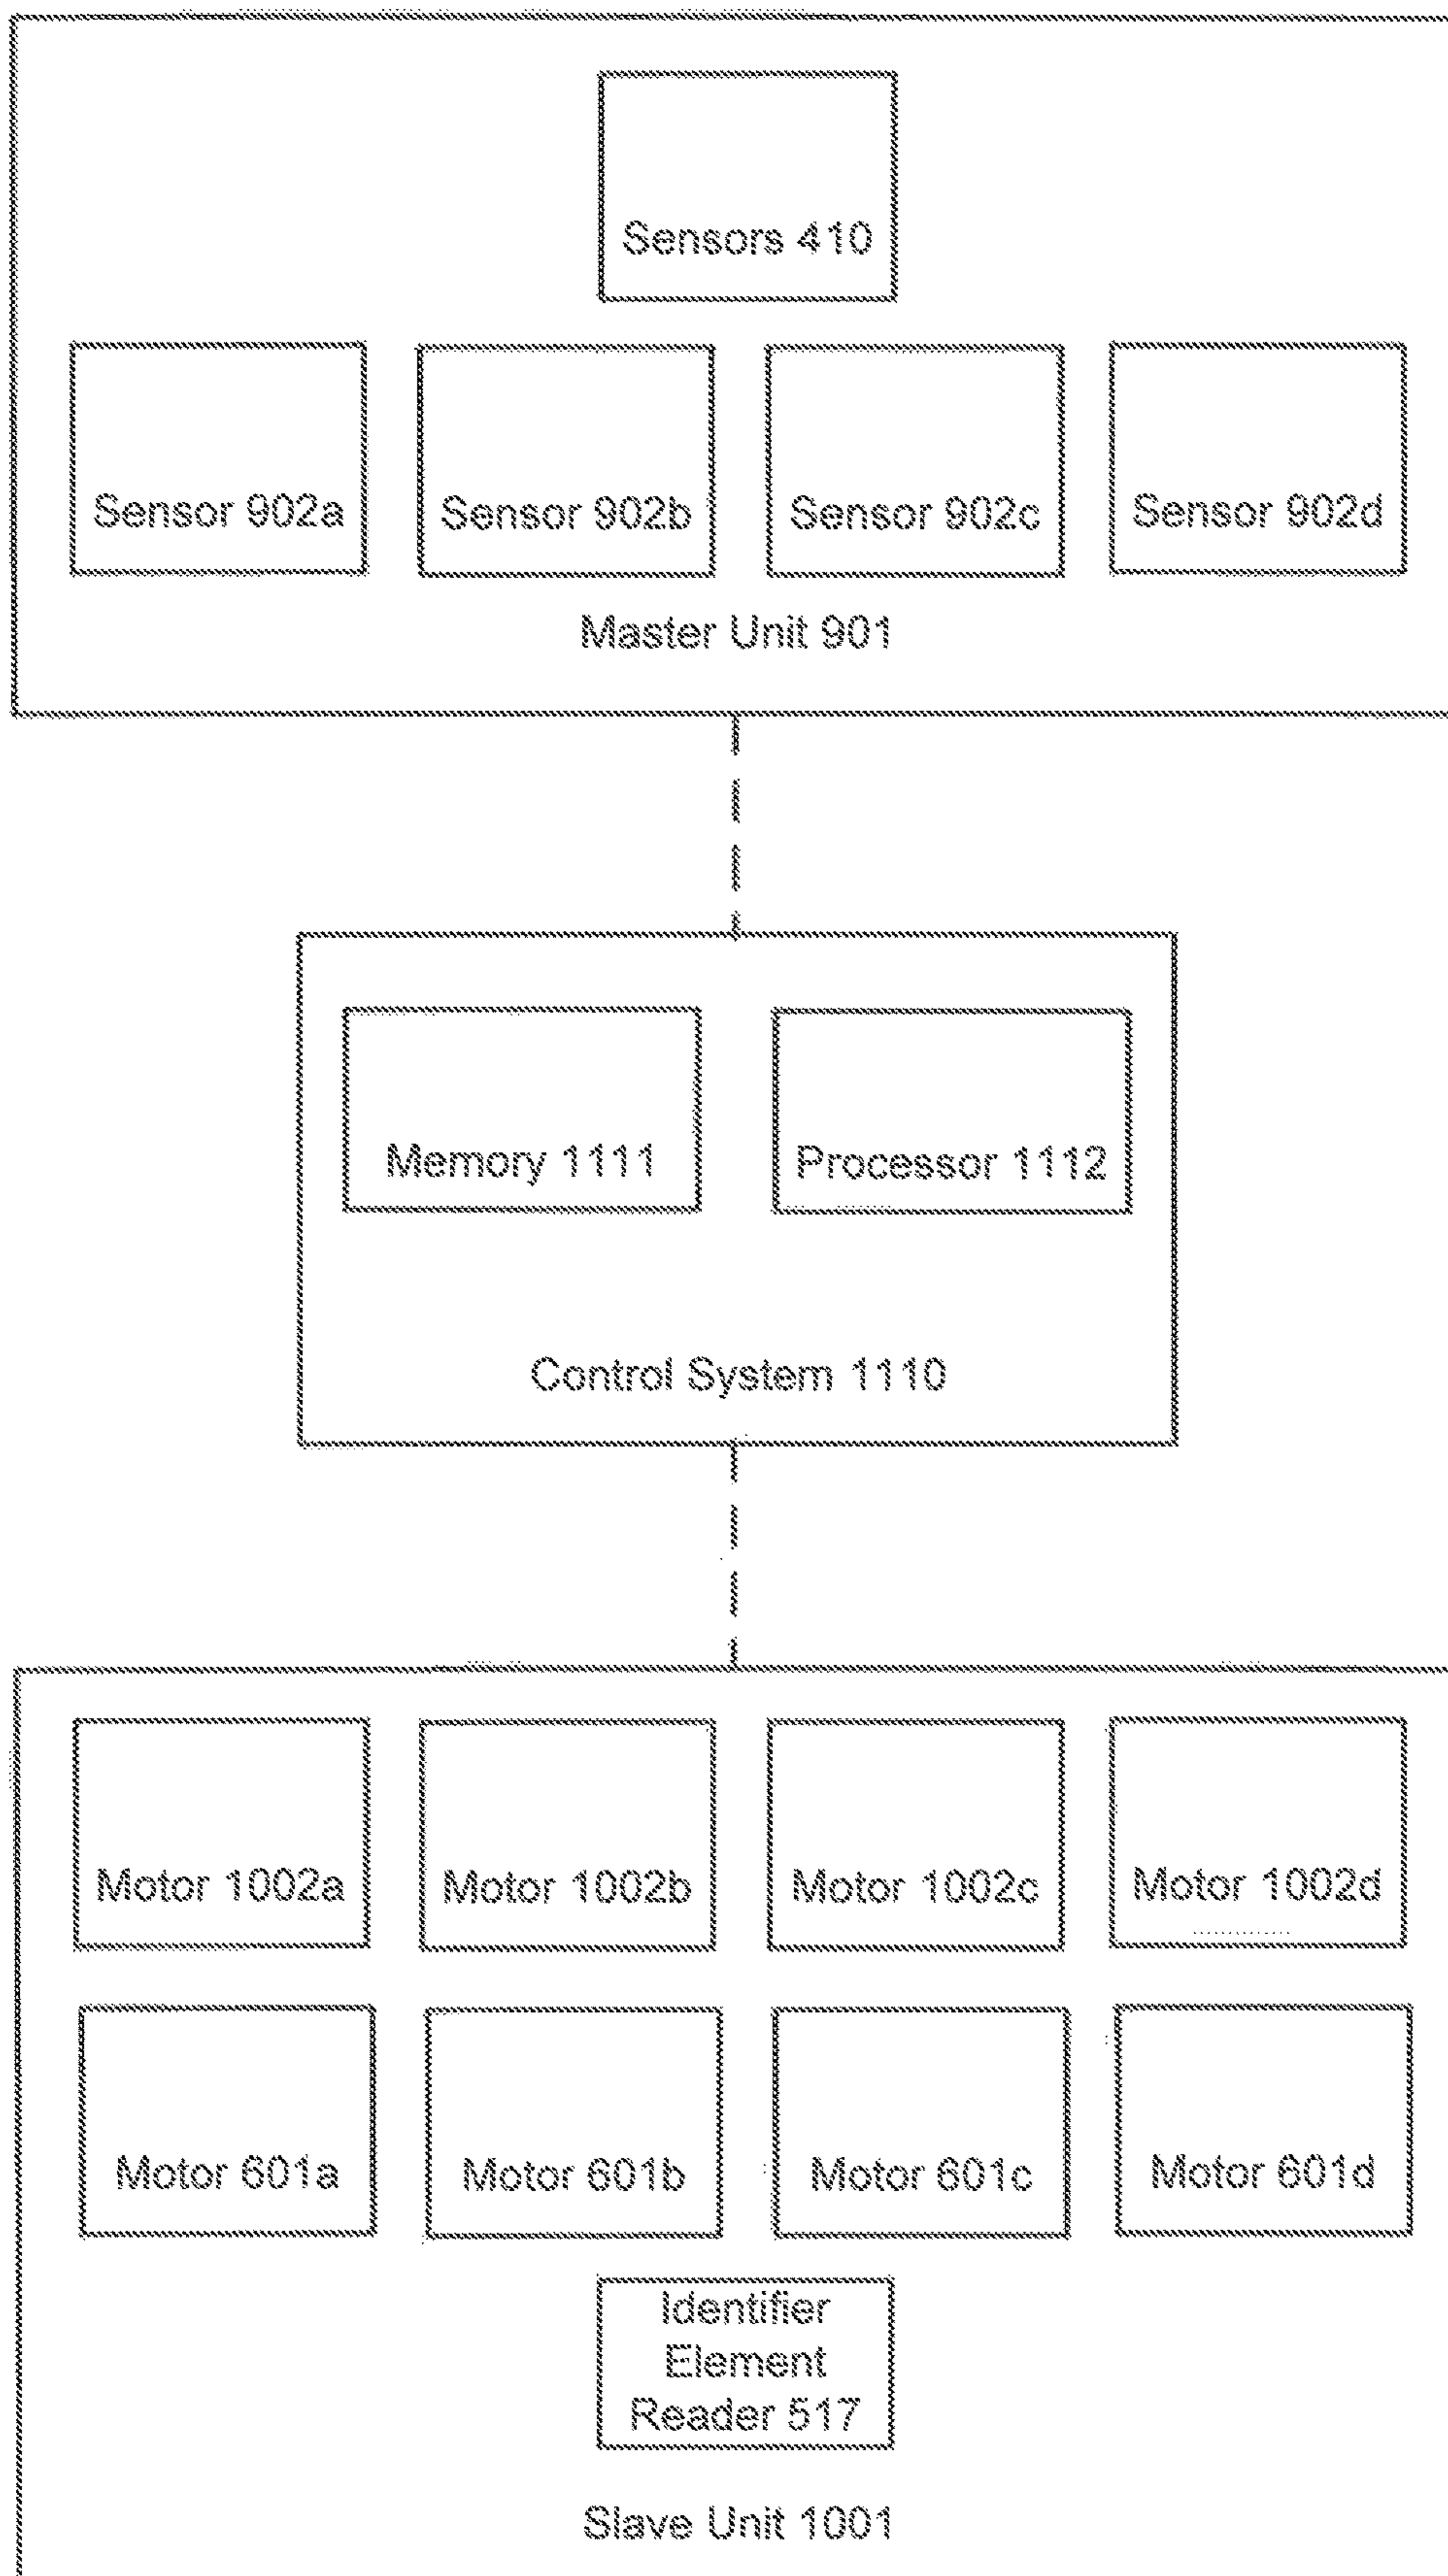 Sensors 410
Sensor 902a
Sensor 902b
Sensor 902c
Sensor 902d
Master Unit 901
Memory 1111
Processor 1112
Control System 1110
Motor 1002a
Motor 1002b
Motor 1002c
Motor 1002d
Motor 601a
Motor 601b
Motor 601c
Motor 601d
Identifier
Element
Reader 517
Slave Unit 1001